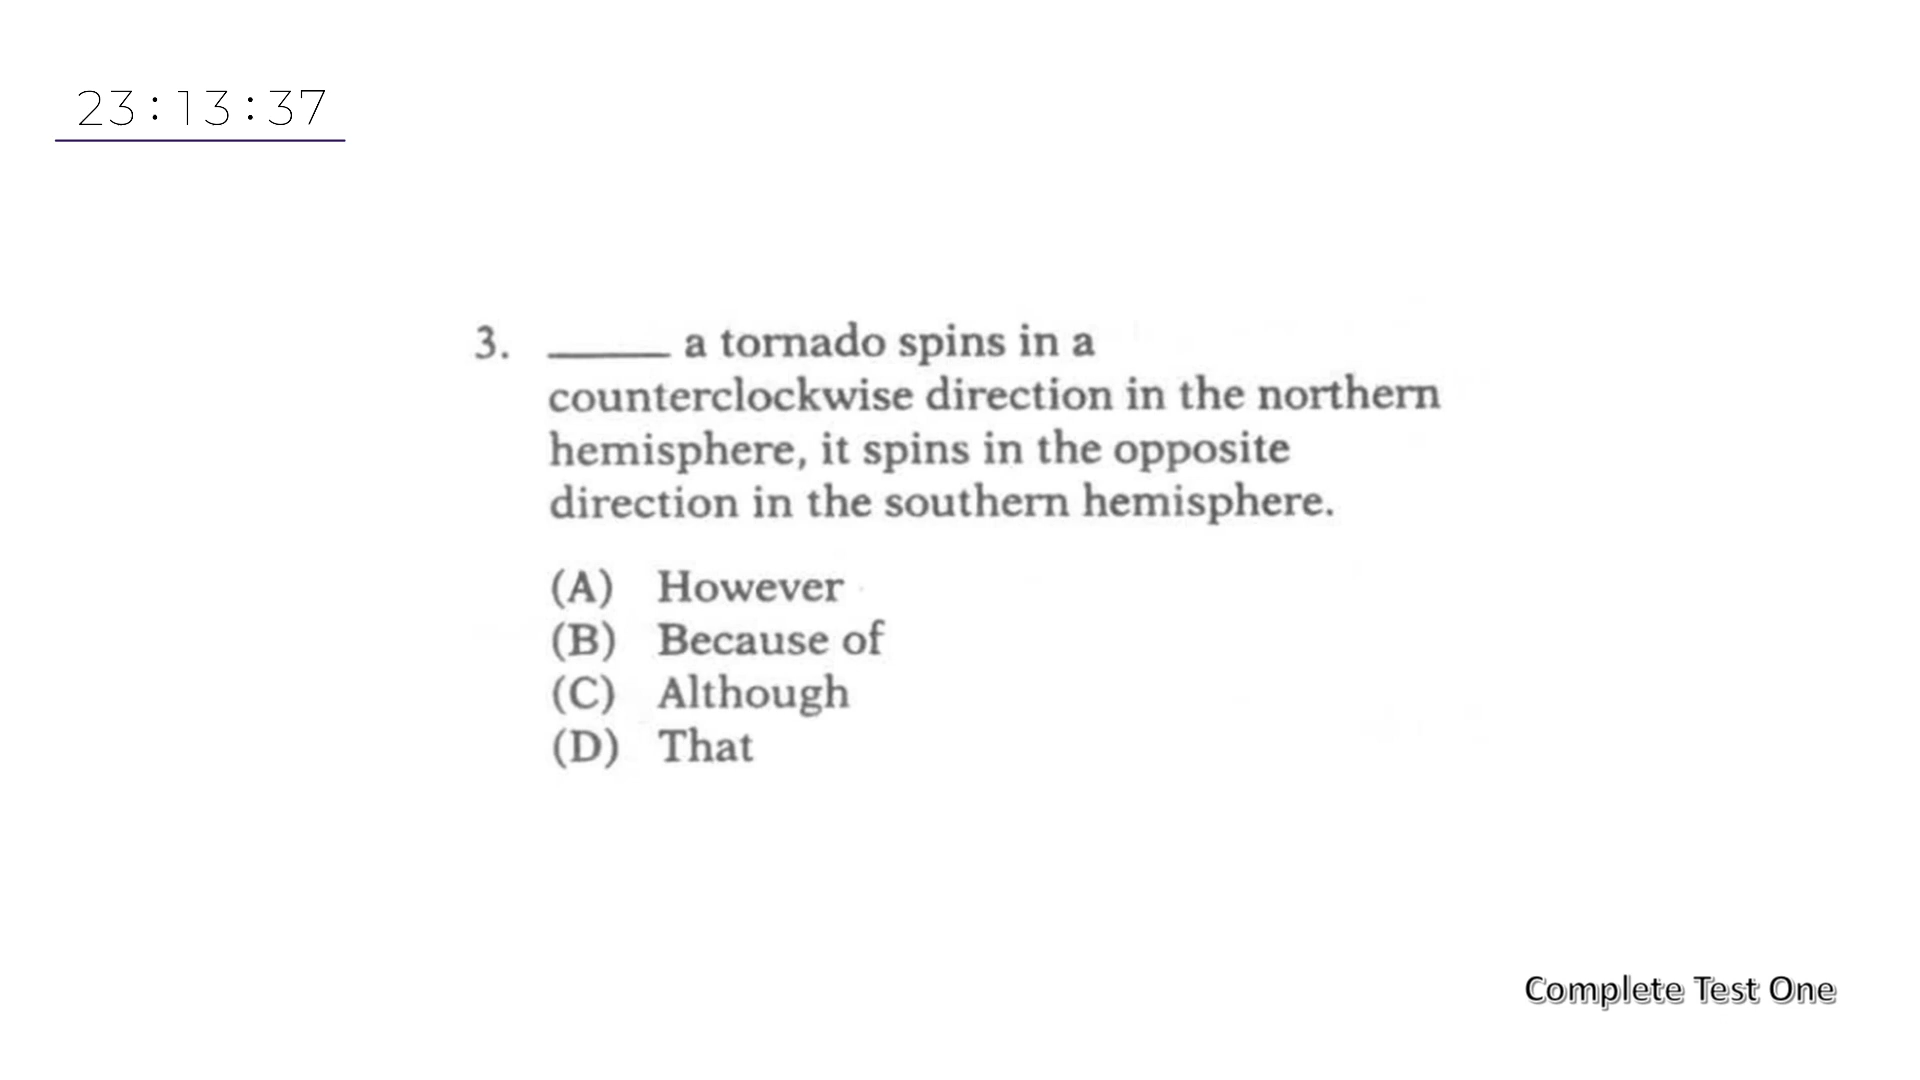 23:13:37
3. _____ a tornado spins in a
counterclockwise direction in the northern
hemisphere, it spins in the opposite
direction in the southern hemisphere.
(A) However
(B) Because of
(C) Although
(D) That
Complete Test One